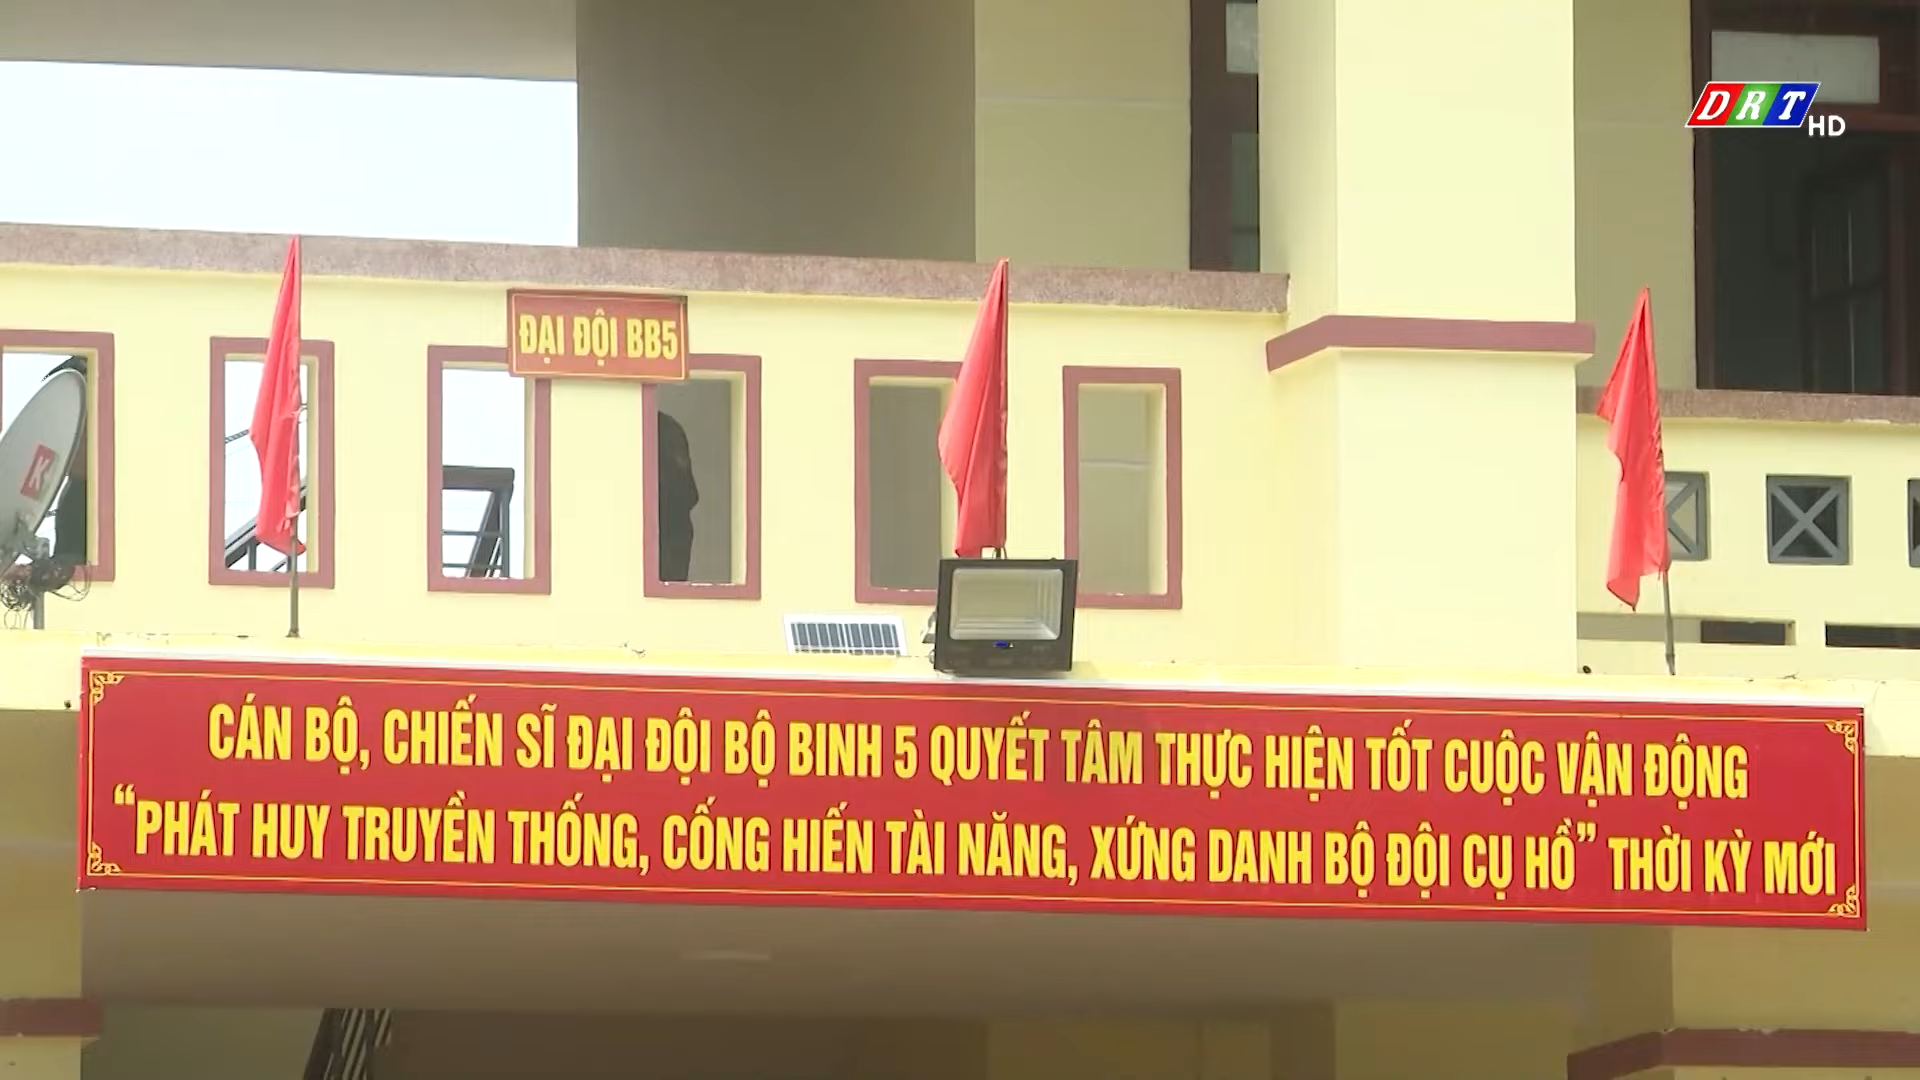 DRT HD
ĐẠI ĐỘI BB5
K
CÁN BỘ, CHIẾN SĨ ĐẠI ĐỘI BỘ BINH 5 QUYẾT TÂM THỰC HIỆN TỐT CUỘC VẬN ĐỘNG
“PHÁT HUY TRUYỀN THỐNG, CỐNG HIẾN TÀI NĂNG, XỨNG DANH BỘ ĐỘI CỤ HỒ” THỜI KỲ MỚI